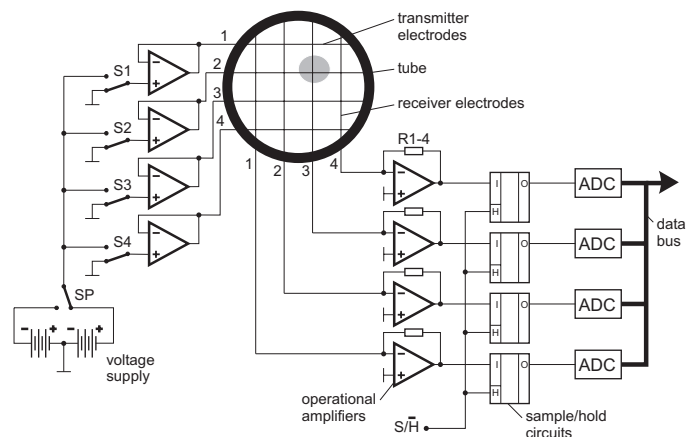 transmitter
electrodes
tube
receiver electrodes
1
2
3
4
1
2
3
4
S1
S2
S3
S4
SP
- + - +
voltage
supply
- +
- +
- +
- +
R1-4
- +
- +
- +
- +
I O
H
I O
H
I O
H
I O
H
ADC
ADC
ADC
ADC
data
bus
operational
amplifiers
S/H̅
sample/hold
circuits